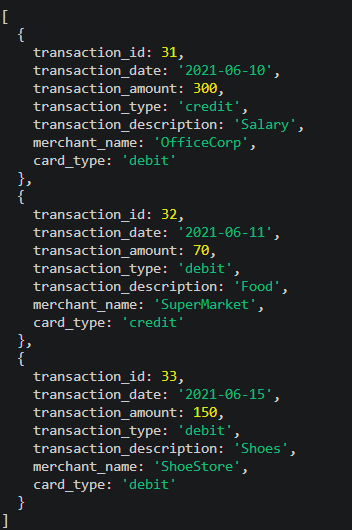 [
  {
    transaction_id: 31,
    transaction_date: '2021-06-10',
    transaction_amount: 300,
    transaction_type: 'credit',
    transaction_description: 'Salary',
    merchant_name: 'OfficeCorp',
    card_type: 'debit'
  },
  {
    transaction_id: 32,
    transaction_date: '2021-06-11',
    transaction_amount: 70,
    transaction_type: 'debit',
    transaction_description: 'Food',
    merchant_name: 'SuperMarket',
    card_type: 'credit'
  },
  {
    transaction_id: 33,
    transaction_date: '2021-06-15',
    transaction_amount: 150,
    transaction_type: 'debit',
    transaction_description: 'Shoes',
    merchant_name: 'ShoeStore',
    card_type: 'debit'
  }
]